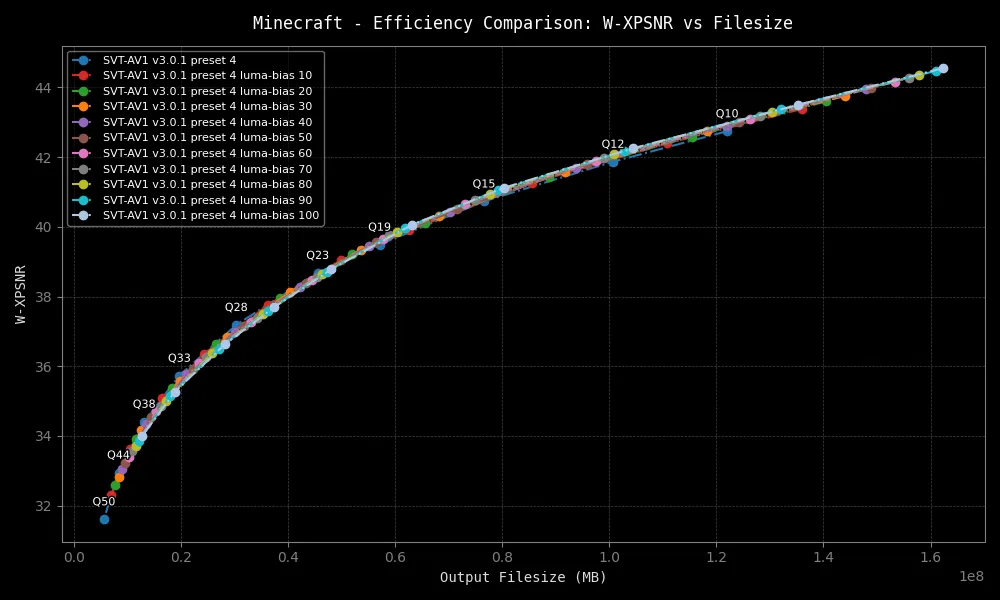 Minecraft - Efficiency Comparison: W-XPSNR vs Filesize
SVT-AV1 v3.0.1 preset 4
SVT-AV1 v3.0.1 preset 4 luma-bias 10
SVT-AV1 v3.0.1 preset 4 luma-bias 20
SVT-AV1 v3.0.1 preset 4 luma-bias 30
SVT-AV1 v3.0.1 preset 4 luma-bias 40
SVT-AV1 v3.0.1 preset 4 luma-bias 50
SVT-AV1 v3.0.1 preset 4 luma-bias 60
SVT-AV1 v3.0.1 preset 4 luma-bias 70
SVT-AV1 v3.0.1 preset 4 luma-bias 80
SVT-AV1 v3.0.1 preset 4 luma-bias 90
SVT-AV1 v3.0.1 preset 4 luma-bias 100
W-XPSNR
44
42
40
38
36
34
32
Q10
Q12
Q15
Q19
Q23
Q28
Q33
Q38
Q44
Q50
0.0 0.2 0.4 0.6 0.8 1.0 1.2 1.4 1.6
1e8
Output Filesize (MB)